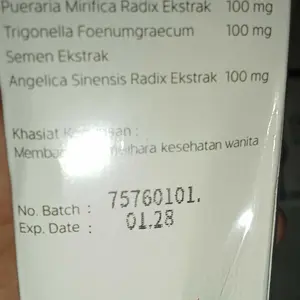 Pueraria Mirifica Radix Ekstrak 100 mg
Trigonella Foenumgraecum 100 mg
Semen Ekstrak
Angelica Sinensis Radix Ekstrak 100 mg
Khasiat :
kesehatan wanita
No. Batch : 75760101.
Exp. Date : 01.28